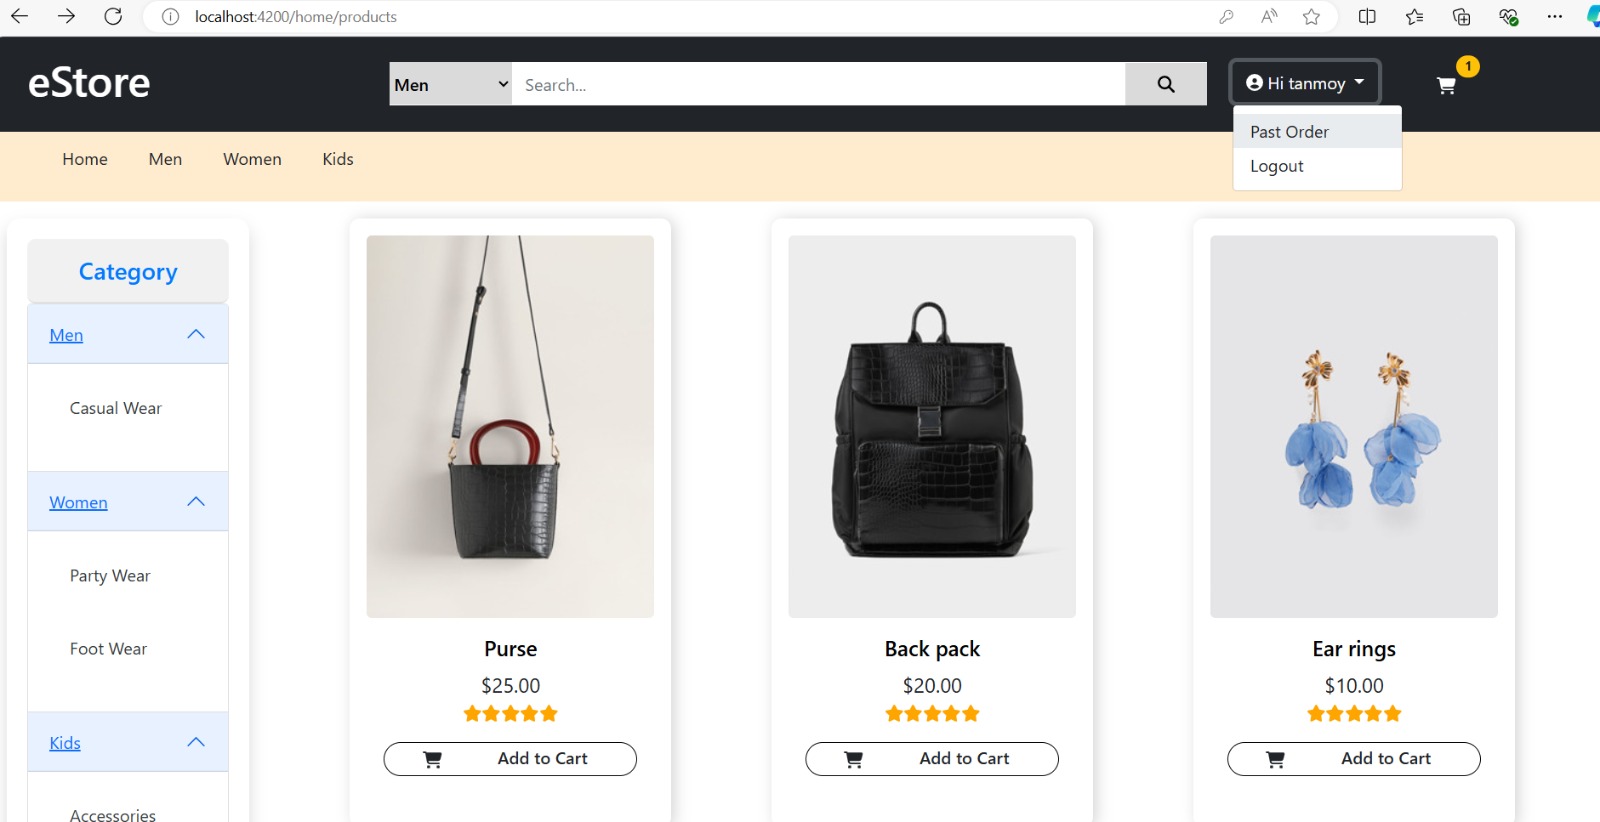 localhost:4200/home/products
eStore
Men
Search...
Hi tanmoy
1
Past Order
Logout
Home Men Women Kids
Category
Men
Casual Wear
Women
Party Wear
Foot Wear
Kids
Accessories
Purse
$25.00
Add to Cart
Back pack
$20.00
Add to Cart
Ear rings
$10.00
Add to Cart